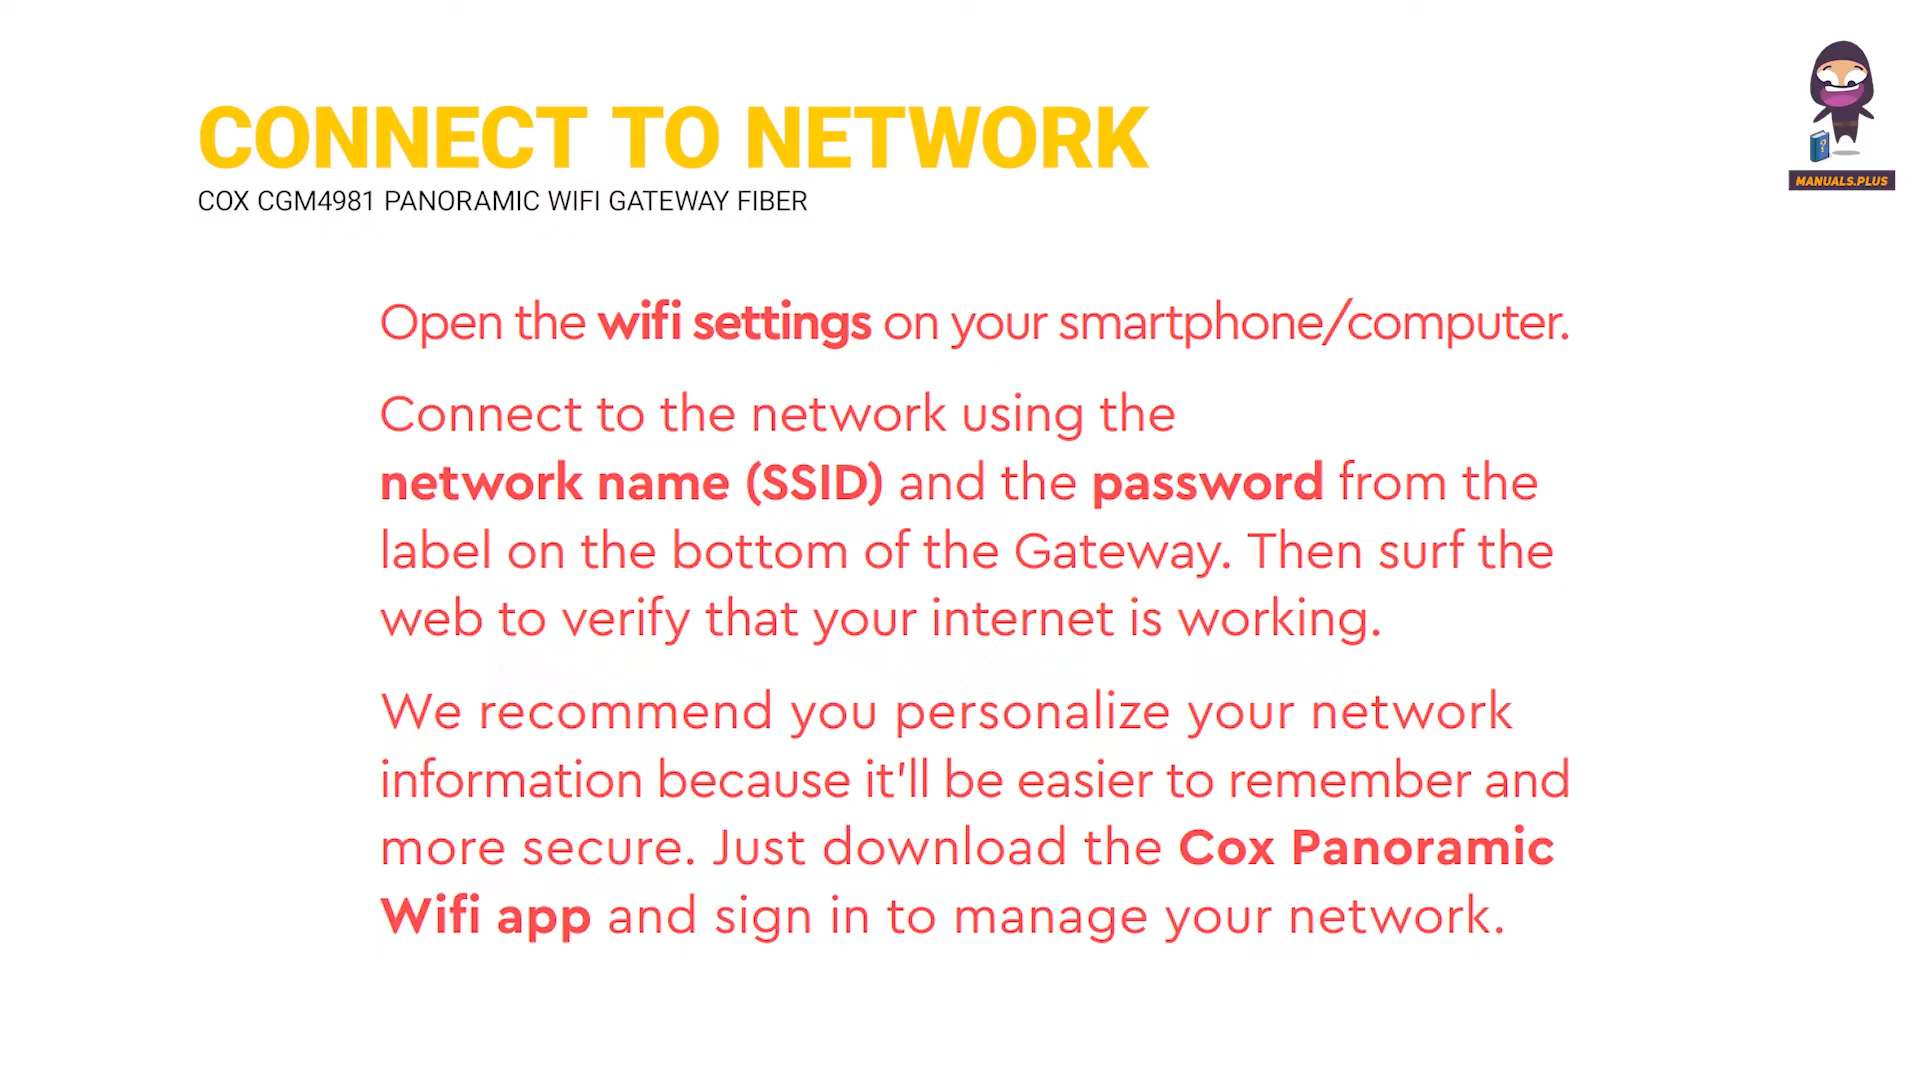 CONNECT TO NETWORK
COX CGM4981 PANORAMIC WIFI GATEWAY FIBER
MANUALS.PLUS
Open the wifi settings on your smartphone/computer.
Connect to the network using the
network name (SSID) and the password from the
label on the bottom of the Gateway. Then surf the
web to verify that your internet is working.
We recommend you personalize your network
information because it'll be easier to remember and
more secure. Just download the Cox Panoramic
Wifi app and sign in to manage your network.